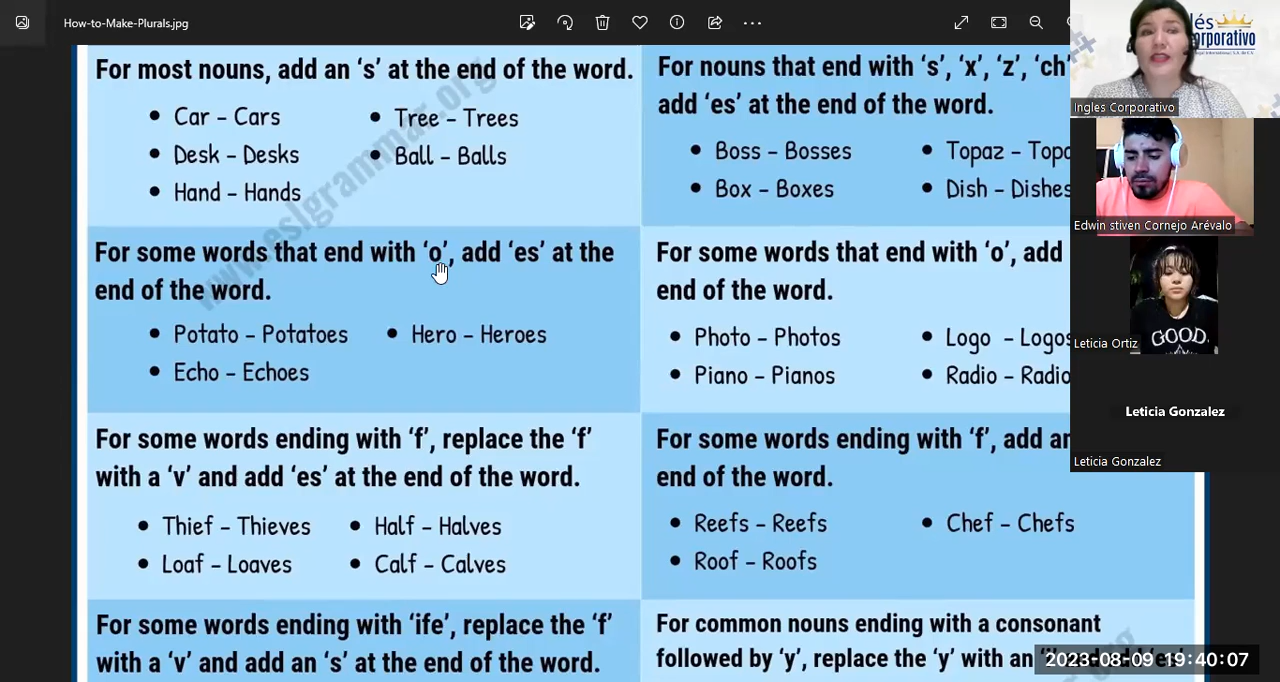 How-to-Make-Plurals.jpg
For most nouns, add an ‘s’ at the end of the word.
• Car – Cars
• Tree – Trees
• Desk – Desks
• Ball – Balls
• Hand – Hands
For nouns that end with ‘s’, ‘x’, ‘z’, ‘ch’
add ‘es’ at the end of the word.
• Boss – Bosses
• Topaz –
• Box – Boxes
• Dish – Dishes
For some words that end with ‘o’, add ‘es’ at the
end of the word.
• Potato – Potatoes
• Hero – Heroes
• Echo – Echoes
For some words that end with ‘o’, add
end of the word.
• Photo – Photos
• Logo – Logos
• Piano – Pianos
• Radio – Radio
For some words ending with ‘f’, replace the ‘f’
with a ‘v’ and add ‘es’ at the end of the word.
• Thief – Thieves
• Half – Halves
• Loaf – Loaves
• Calf – Calves
For some words ending with ‘f’, add
end of the word.
• Reefs – Reefs
• Chef – Chefs
• Roof – Roofs
For some words ending with ‘ife’, replace the ‘f’
with a ‘v’ and add an ‘s’ at the end of the word.
For common nouns ending with a consonant
followed by ‘y’, replace the ‘y’ with an
www.eslgrammar.org
lés
orporativo
Ingles Corporativo
Edwin stiven Cornejo Arévalo
Leticia Ortiz
GOOD
Leticia Gonzalez
Leticia Gonzalez
2023-08-09 19:40:07